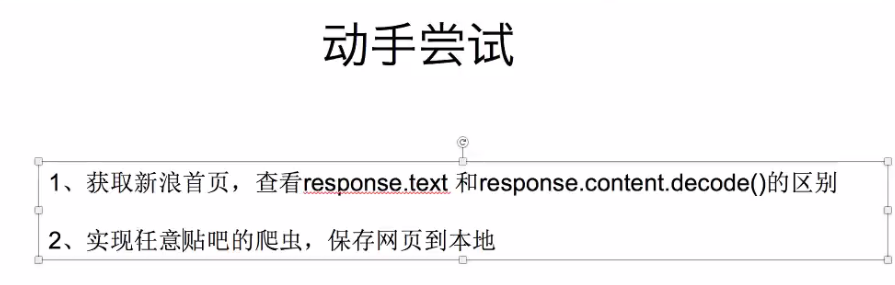 动手尝试
1、获取新浪首页，查看response.text 和response.content.decode()的区别
2、实现任意贴吧的爬虫，保存网页到本地